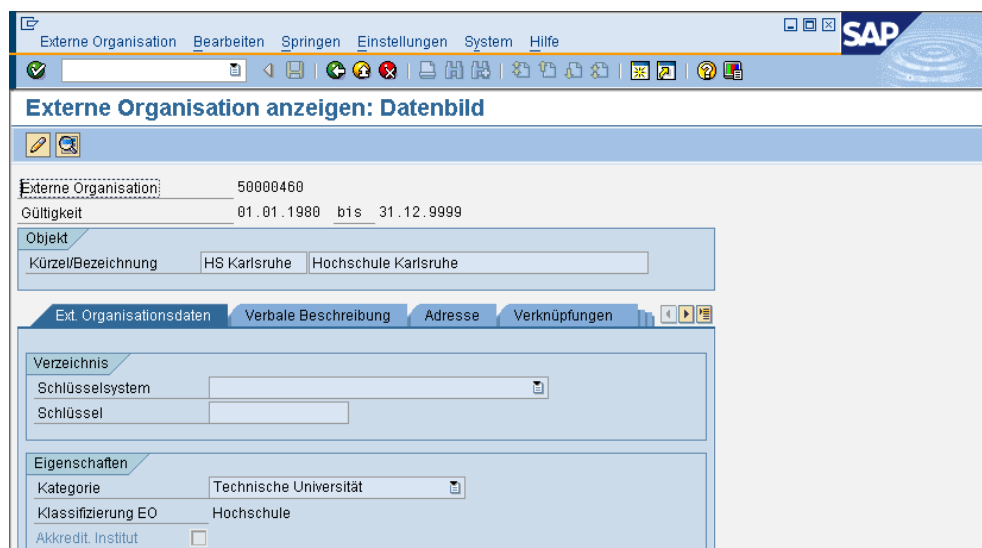 Externe Organisation Bearbeiten Springen Einstellungen System Hilfe
SAP
Externe Organisation anzeigen: Datenbild
Externe Organisation 50000460
Gültigkeit 01.01.1980 bis 31.12.9999
Objekt
Kürzel/Bezeichnung HS Karlsruhe Hochschule Karlsruhe
Ext. Organisationsdaten Verbale Beschreibung Adresse Verknüpfungen
Verzeichnis
Schlüsselsystem
Schlüssel
Eigenschaften
Kategorie Technische Universität
Klassifizierung EO Hochschule
Akkredit. Institut